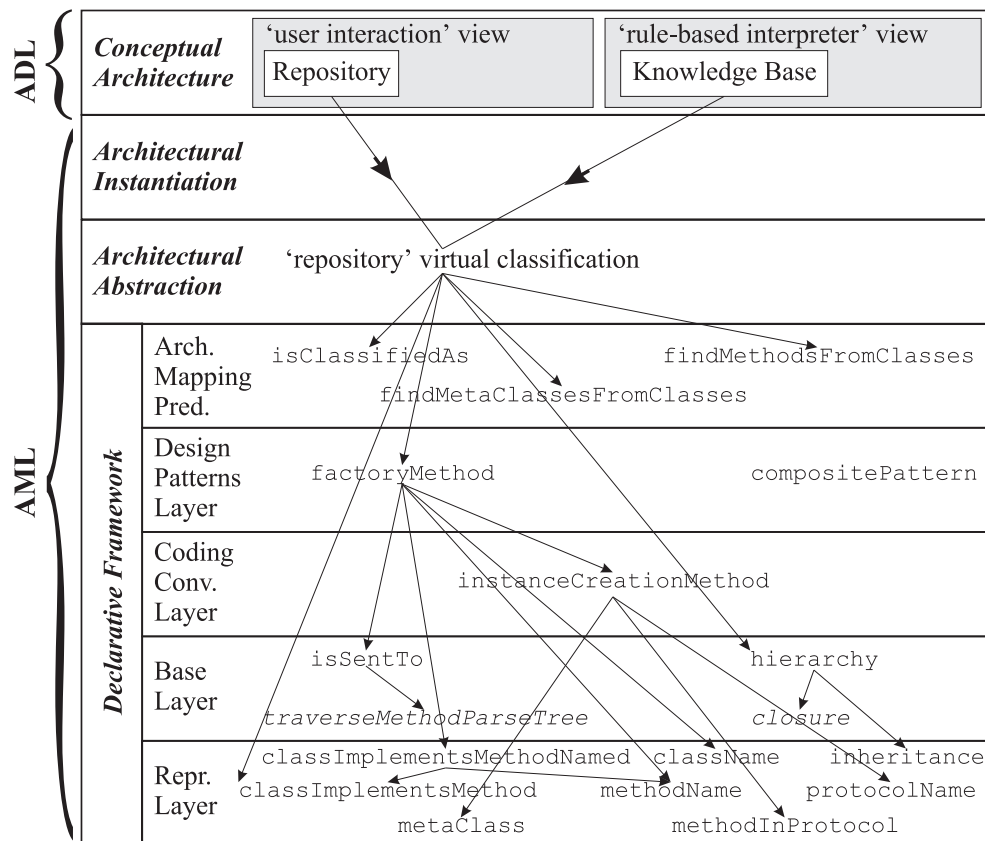 ADL
Conceptual
Architecture
‘user interaction’ view
Repository
‘rule-based interpreter’ view
Knowledge Base
AML
Architectural
Instantiation
Architectural
Abstraction
‘repository’ virtual classification
Declarative Framework
Arch.
Mapping
Pred.
isClassifiedAs
findMethodsFromClasses
findMetaClassesFromClasses
Design
Patterns
Layer
factoryMethod
compositePattern
Coding
Conv.
Layer
instanceCreationMethod
Base
Layer
isSentTo
hierarchy
traverseMethodParseTree
closure
Repr.
Layer
classImplementsMethodNamed
className
inheritance
classImplementsMethod
methodName
protocolName
metaClass
methodInProtocol